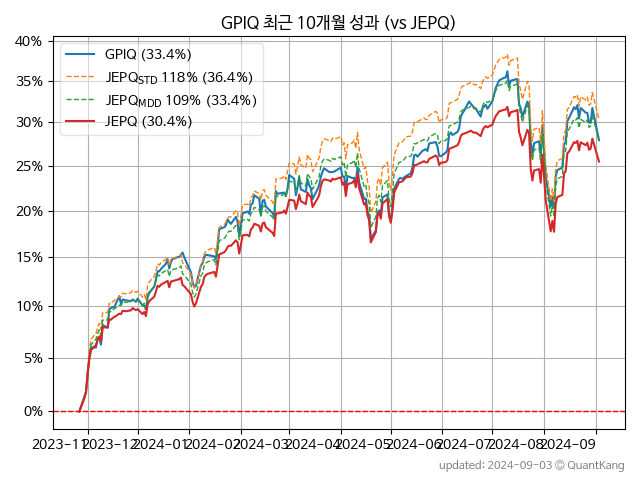 GPIQ 최근 10개월 성과 (vs JEPQ)
GPIQ (33.4%)
JEPQSTD 118% (36.4%)
JEPQMDD 109% (33.4%)
JEPQ (30.4%)
40%
35%
30%
25%
20%
15%
10%
5%
0%
2023-11 2023-12 2024-01 2024-02 2024-03 2024-04 2024-05 2024-06 2024-07 2024-08 2024-09
updated: 2024-09-03 © QuantKang